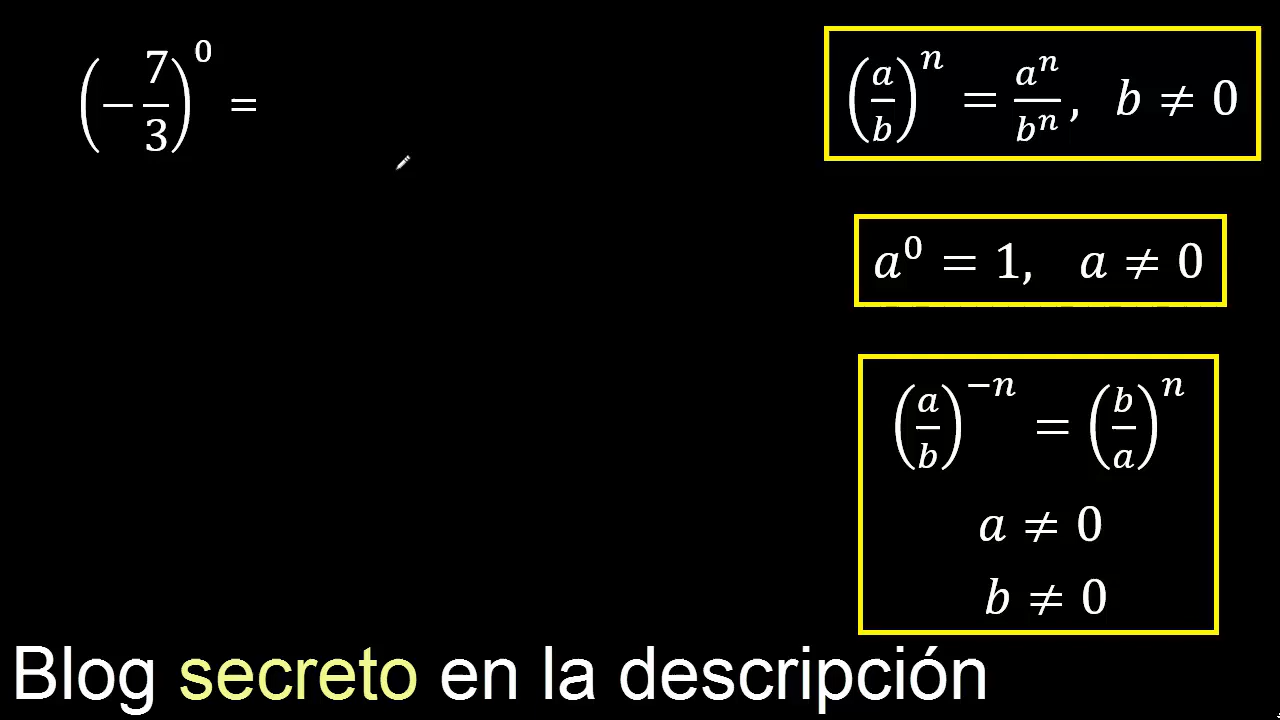 (-7/3)^0 =
(a/b)^n = a^n/b^n, b ≠ 0
a^0 = 1, a ≠ 0
(a/b)^-n = (b/a)^n
a ≠ 0
b ≠ 0
Blog secreto en la descripción